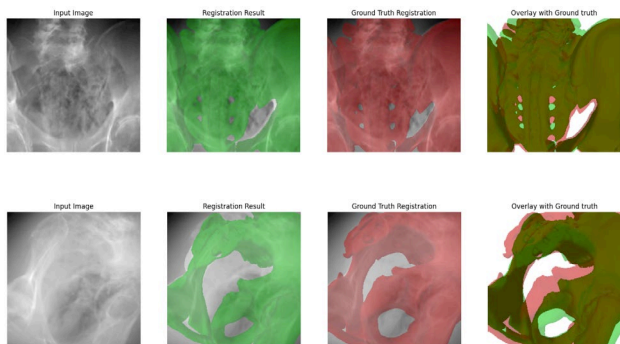 Input Image
Registration Result
Ground Truth Registration
Overlay with Ground truth
Input Image
Registration Result
Ground Truth Registration
Overlay with Ground truth